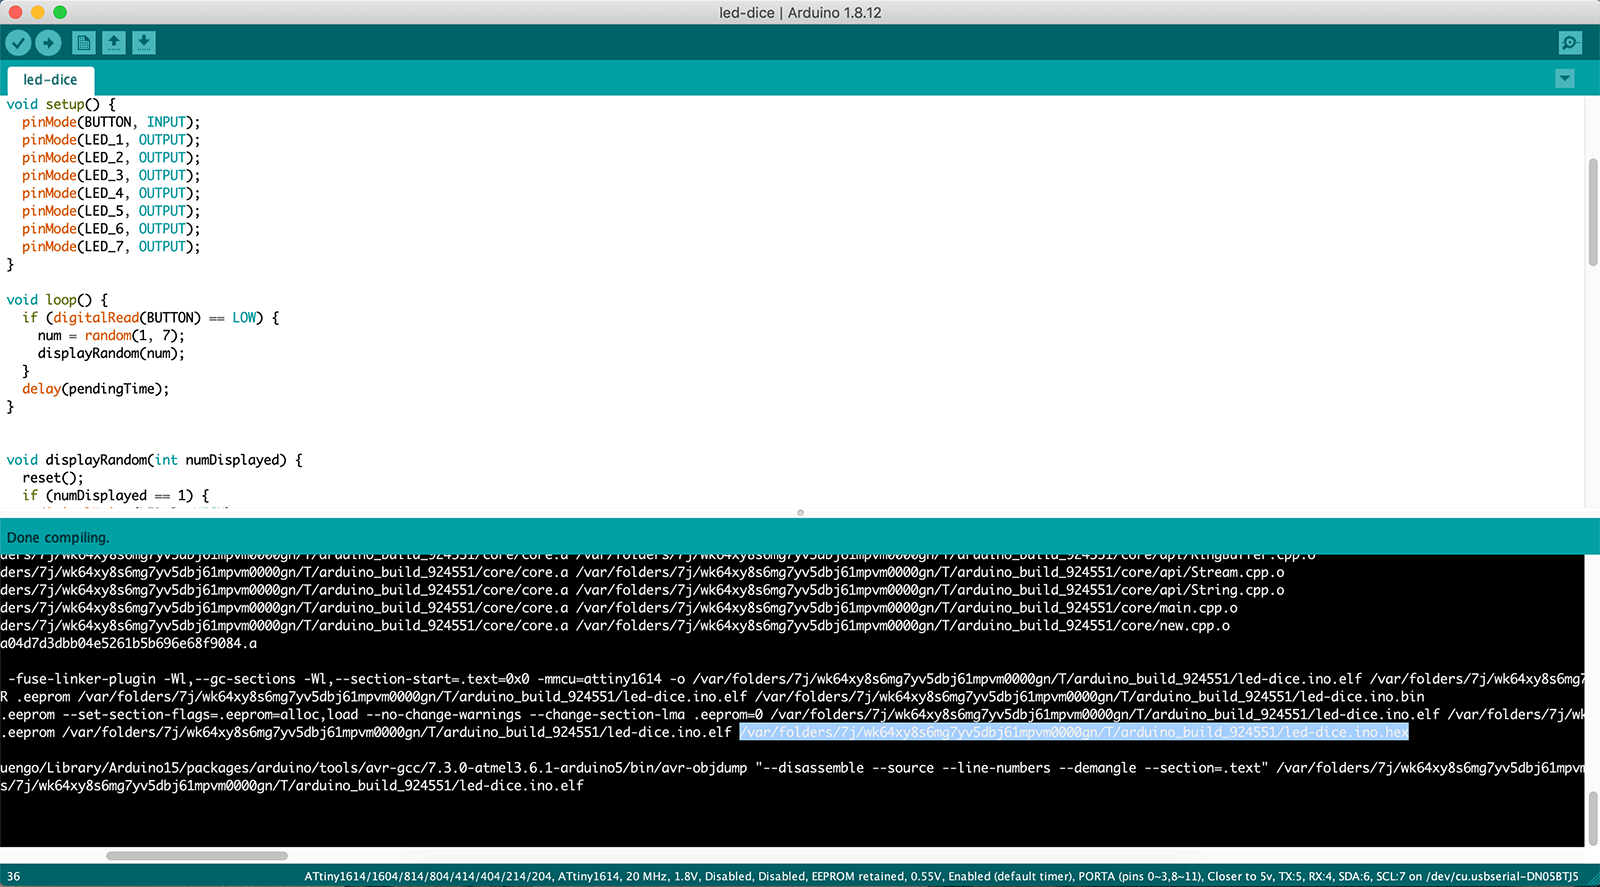 led-dice | Arduino 1.8.12
led-dice
void setup() {
  pinMode(BUTTON, INPUT);
  pinMode(LED_1, OUTPUT);
  pinMode(LED_2, OUTPUT);
  pinMode(LED_3, OUTPUT);
  pinMode(LED_4, OUTPUT);
  pinMode(LED_5, OUTPUT);
  pinMode(LED_6, OUTPUT);
  pinMode(LED_7, OUTPUT);
}
void loop() {
  if (digitalRead(BUTTON) == LOW) {
    num = random(1, 7);
    displayRandom(num);
  }
  delay(pendingTime);
}
void displayRandom(int numDisplayed) {
  reset();
  if (numDisplayed == 1) {
Done compiling.
ders/7j/wk64xy8s6mg7yv5dbj61mpvm0000gn/T/arduino_build_924551/core/core.a /var/folders/7j/wk64xy8s6mg7yv5dbj61mpvm0000gn/T/arduino_build_924551/core/api/RingBuffer.cpp.o
ders/7j/wk64xy8s6mg7yv5dbj61mpvm0000gn/T/arduino_build_924551/core/core.a /var/folders/7j/wk64xy8s6mg7yv5dbj61mpvm0000gn/T/arduino_build_924551/core/api/Stream.cpp.o
ders/7j/wk64xy8s6mg7yv5dbj61mpvm0000gn/T/arduino_build_924551/core/core.a /var/folders/7j/wk64xy8s6mg7yv5dbj61mpvm0000gn/T/arduino_build_924551/core/api/String.cpp.o
ders/7j/wk64xy8s6mg7yv5dbj61mpvm0000gn/T/arduino_build_924551/core/core.a /var/folders/7j/wk64xy8s6mg7yv5dbj61mpvm0000gn/T/arduino_build_924551/core/main.cpp.o
ders/7j/wk64xy8s6mg7yv5dbj61mpvm0000gn/T/arduino_build_924551/core/core.a /var/folders/7j/wk64xy8s6mg7yv5dbj61mpvm0000gn/T/arduino_build_924551/core/new.cpp.o
a04d7d3dbb04e5261b5b696e68f9084.a
-fuse-linker-plugin -Wl,--gc-sections -Wl,--section-start=.text=0x0 -mmcu=attiny1614 -o /var/folders/7j/wk64xy8s6mg7yv5dbj61mpvm0000gn/T/arduino_build_924551/led-dice.ino.elf /var/folders/7j/wk64xy8s6mg7
R .eeprom /var/folders/7j/wk64xy8s6mg7yv5dbj61mpvm0000gn/T/arduino_build_924551/led-dice.ino.elf /var/folders/7j/wk64xy8s6mg7yv5dbj61mpvm0000gn/T/arduino_build_924551/led-dice.ino.bin
.eeprom --set-section-flags=.eeprom=alloc,load --no-change-warnings --change-section-lma .eeprom=0 /var/folders/7j/wk64xy8s6mg7yv5dbj61mpvm0000gn/T/arduino_build_924551/led-dice.ino.elf /var/folders/7j/wk
.eeprom /var/folders/7j/wk64xy8s6mg7yv5dbj61mpvm0000gn/T/arduino_build_924551/led-dice.ino.elf /var/folders/7j/wk64xy8s6mg7yv5dbj61mpvm0000gn/T/arduino_build_924551/led-dice.ino.hex
uengo/Library/Arduino15/packages/arduino/tools/avr-gcc/7.3.0-atmel3.6.1-arduino5/bin/avr-objdump "--disassemble --source --line-numbers --demangle --section=.text" /var/folders/7j/wk64xy8s6mg7yv5dbj61mpvm
s/7j/wk64xy8s6mg7yv5dbj61mpvm0000gn/T/arduino_build_924551/led-dice.ino.elf
36 ATtiny1614/1604/814/804/414/404/214/204, ATtiny1614, 20 MHz, 1.8V, Disabled, Disabled, EEPROM retained, 0.55V, Enabled (default timer), PORTA (pins 0~3,8~11), Closer to 5v, TX:5, RX:4, SDA:6, SCL:7 on /dev/cu.usbserial-DN05BTJ5